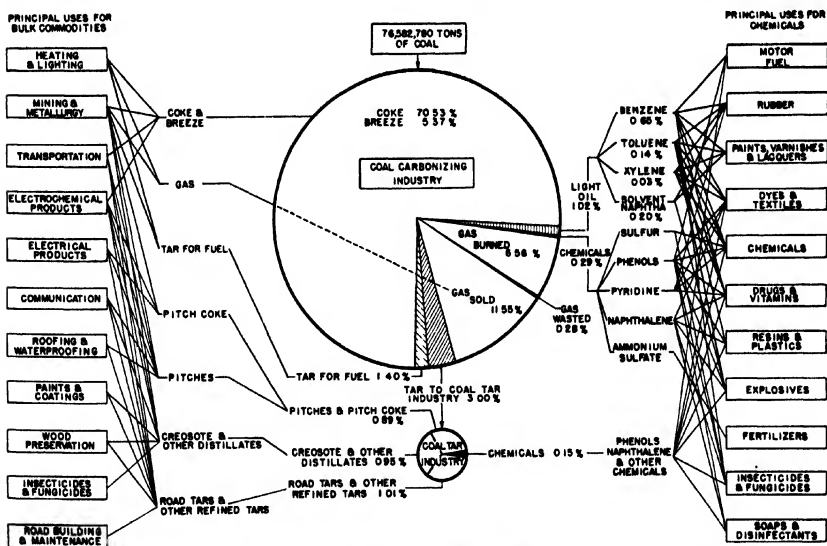 PRINCIPAL USES FOR
BULK COMMODITIES
HEATING
& LIGHTING
MINING &
METALLURGY
TRANSPORTATION
ELECTROCHEMICAL
PRODUCTS
ELECTRICAL
PRODUCTS
COMMUNICATION
ROOFING &
WATERPROOFING
PAINTS &
COATINGS
WOOD
PRESERVATION
INSECTICIDES
& FUNGICIDES
ROAD BUILDING
& MAINTENANCE
COKE &
BREEZE
GAS
TAR FOR FUEL
PITCH COKE
PITCHES
CREOSOTE &
OTHER DISTILLATES
ROAD TARS &
OTHER REFINED TARS
76,582,780 TONS
OF COAL
COKE 70.53 %
BREEZE 5.37 %
COAL CARBONIZING
INDUSTRY
GAS
BURNED
6.56 %
GAS
SOLD
11.55 %
GAS
WASTED
0.28 %
LIGHT
OIL
1.02 %
CHEMICALS
0.29 %
TAR FOR FUEL 1.40 %
TAR TO COAL TAR
INDUSTRY 3.00 %
PITCHES & PITCH COKE
0.89 %
CREOSOTE & OTHER
DISTILLATES 0.95 %
ROAD TARS & OTHER
REFINED TARS 1.01 %
COAL TAR
INDUSTRY
CHEMICALS 0.15 %
BENZENE
0.65 %
TOLUENE
0.14 %
XYLENE
0.03 %
SOLVENT
NAPHTHA
0.20 %
SULFUR
PHENOLS
PYRIDINE
NAPHTHALENE
AMMONIUM
SULFATE
PHENOLS
NAPHTHALENE
& OTHER
CHEMICALS
PRINCIPAL USES FOR
CHEMICALS
MOTOR
FUEL
RUBBER
PAINTS, VARNISHES
& LACQUERS
DYES &
TEXTILES
CHEMICALS
DRUGS &
VITAMINS
RESINS &
PLASTICS
EXPLOSIVES
FERTILIZERS
INSECTICIDES
& FUNGICIDES
SOAPS &
DISINFECTANTS